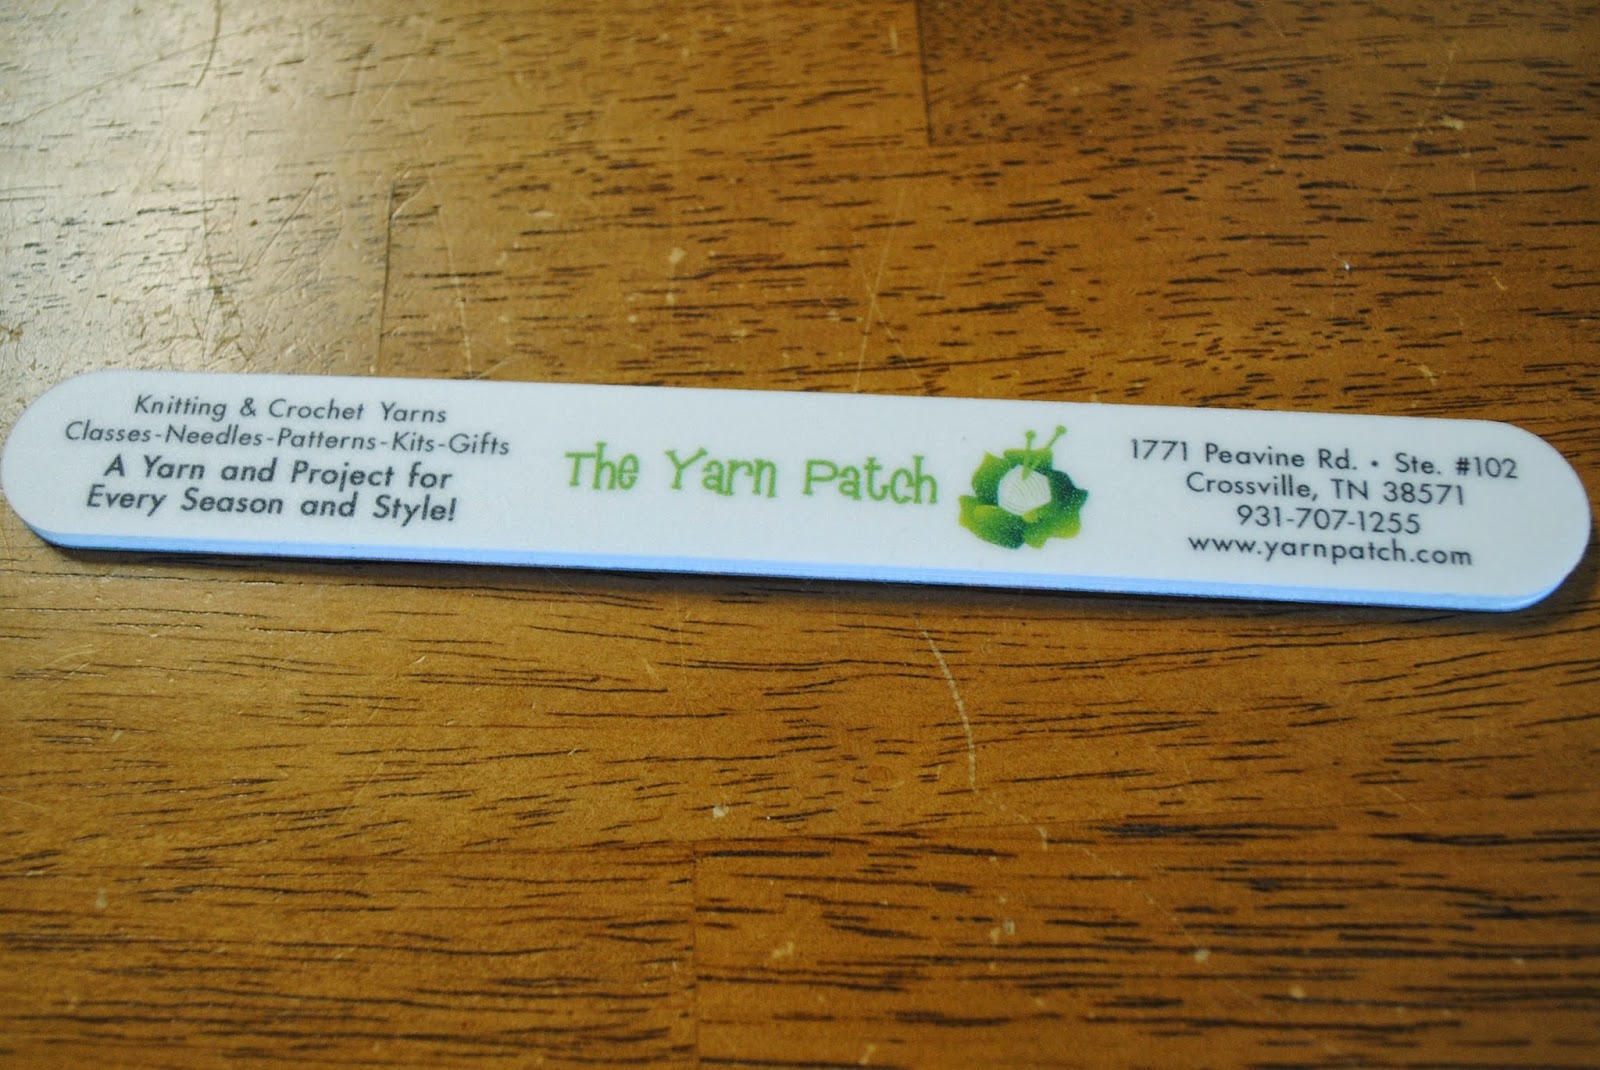 Knitting & Crochet Yarns
Classes-Needles-Patterns-Kits-Gifts
A Yarn and Project for
Every Season and Style!
The Yarn Patch
1771 Peavine Rd. • Ste. #102
Crossville, TN 38571
931-707-1255
www.yarnpatch.com